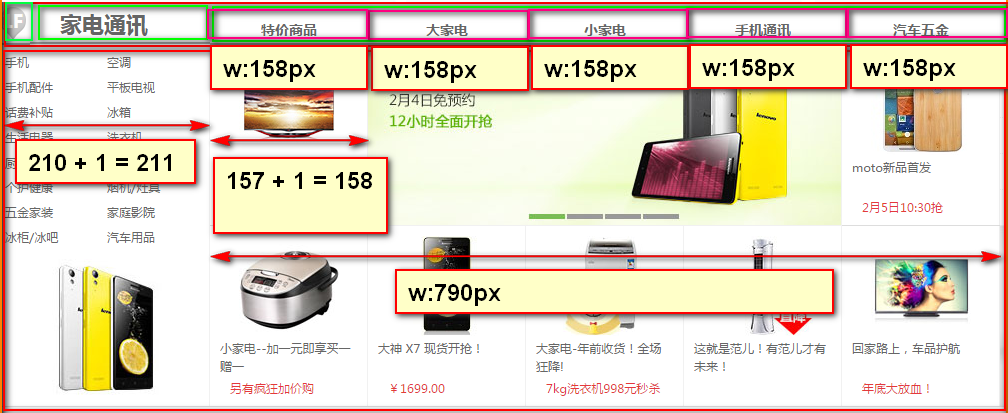 F 家电通讯
特价商品 大家电 小家电 手机通讯 汽车五金
手机 空调
w:158px w:158px w:158px w:158px w:158px
手机配件 平板电视
2月4日免预约
话费补贴 冰箱
12小时全面开抢
生活电器 洗衣机
210 + 1 = 211
157 + 1 = 158
moto新品首发
个护健康 烟机/灶具
五金家装 家庭影院
2月5日10:30抢
冰柜/冰吧 汽车用品
w:790px
小家电--加一元即享买一赠一
大神 X7 现货开抢！
大家电-年前收货！全场狂降!
这就是范儿！有范儿才有未来！
回家路上，车品护航
另有疯狂加价购
￥1699.00
7kg洗衣机998元秒杀
年底大放血！